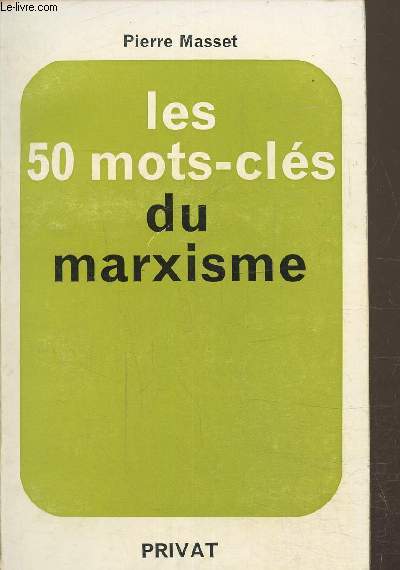 Le-livre.com
Pierre Masset
les
50 mots-clés
du
marxisme
PRIVAT